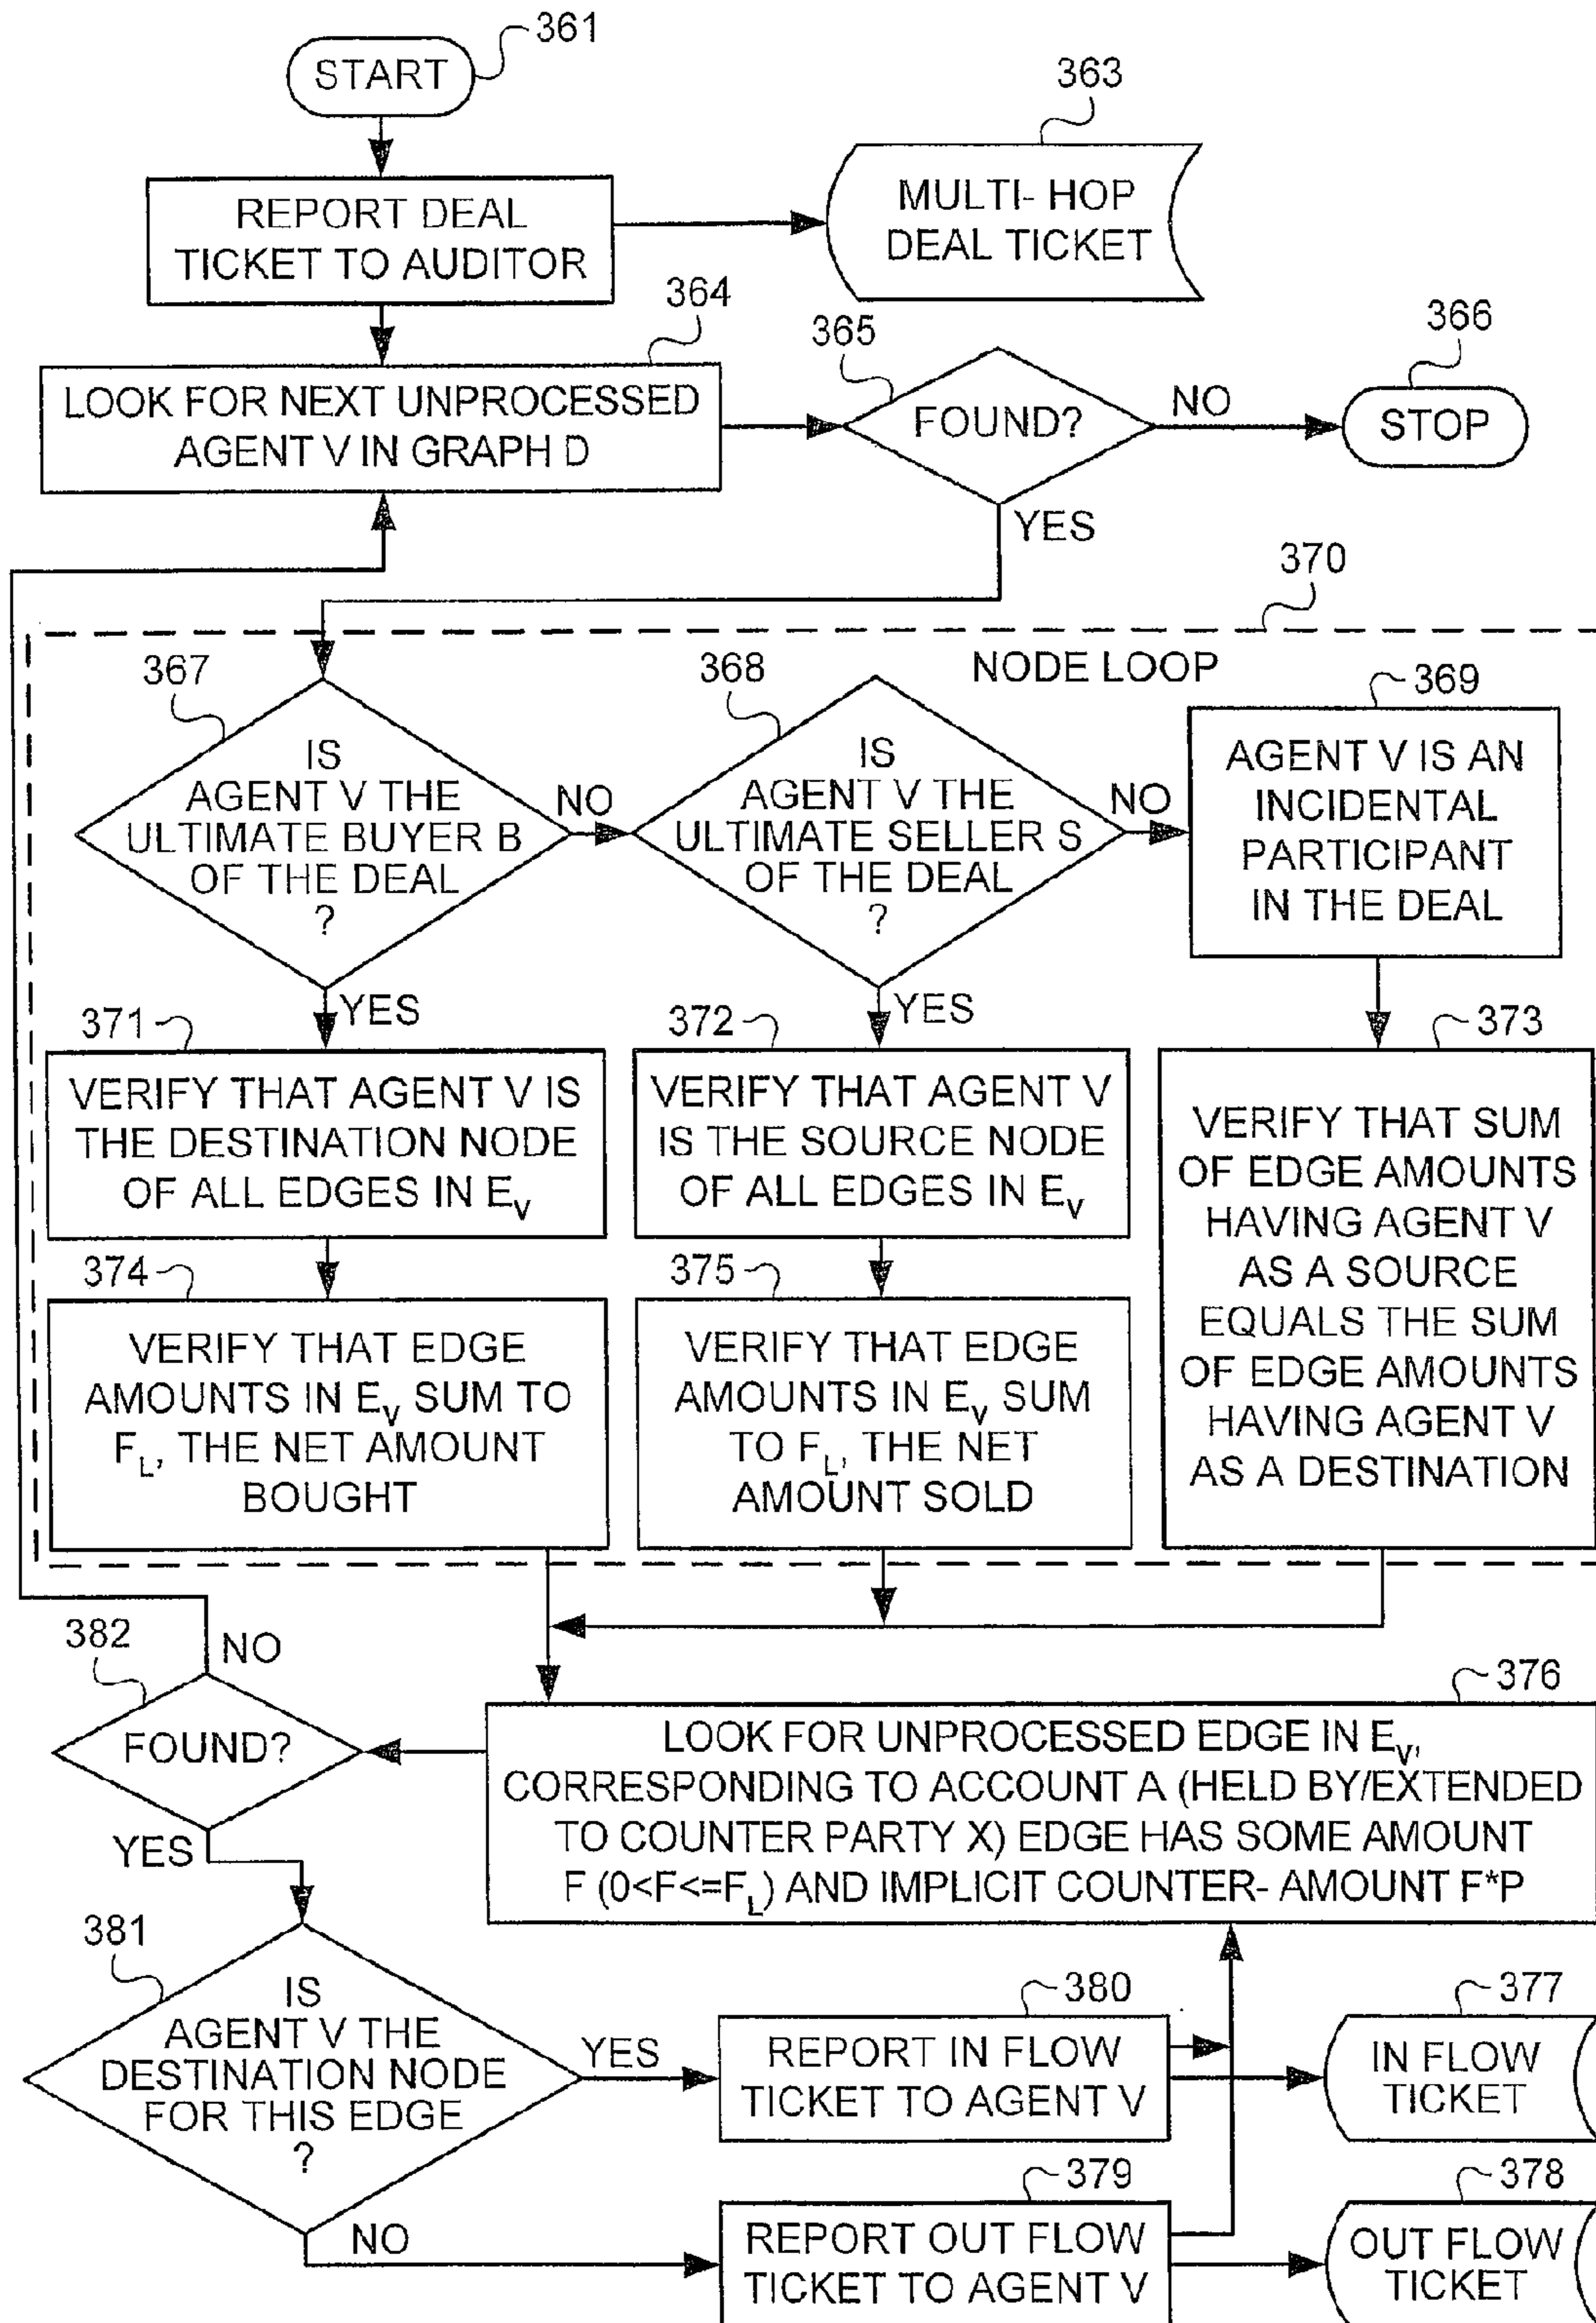 361
START
363
REPORT DEAL
TICKET TO AUDITOR
MULTI- HOP
DEAL TICKET
364
365
366
LOOK FOR NEXT UNPROCESSED
AGENT V IN GRAPH D
FOUND?
NO
STOP
YES
370
NODE LOOP
367
368
369
IS
AGENT V THE
ULTIMATE BUYER B
OF THE DEAL
?
NO
IS
AGENT V THE
ULTIMATE SELLER S
OF THE DEAL
?
NO
AGENT V IS AN
INCIDENTAL
PARTICIPANT
IN THE DEAL
YES
YES
371
372
373
VERIFY THAT AGENT V IS
THE DESTINATION NODE
OF ALL EDGES IN EV
VERIFY THAT AGENT V
IS THE SOURCE NODE
OF ALL EDGES IN EV
VERIFY THAT SUM
OF EDGE AMOUNTS
HAVING AGENT V
AS A SOURCE
EQUALS THE SUM
OF EDGE AMOUNTS
HAVING AGENT V
AS A DESTINATION
374
375
VERIFY THAT EDGE
AMOUNTS IN EV SUM TO
FL, THE NET AMOUNT
BOUGHT
VERIFY THAT EDGE
AMOUNTS IN EV SUM
TO FL, THE NET
AMOUNT SOLD
382
NO
FOUND?
YES
376
LOOK FOR UNPROCESSED EDGE IN EV,
CORRESPONDING TO ACCOUNT A (HELD BY/EXTENDED
TO COUNTER PARTY X) EDGE HAS SOME AMOUNT
F (0<F<=FL) AND IMPLICIT COUNTER- AMOUNT F*P
381
IS
AGENT V THE
DESTINATION NODE
FOR THIS EDGE
?
YES
380
REPORT IN FLOW
TICKET TO AGENT V
377
IN FLOW
TICKET
NO
379
REPORT OUT FLOW
TICKET TO AGENT V
378
OUT FLOW
TICKET